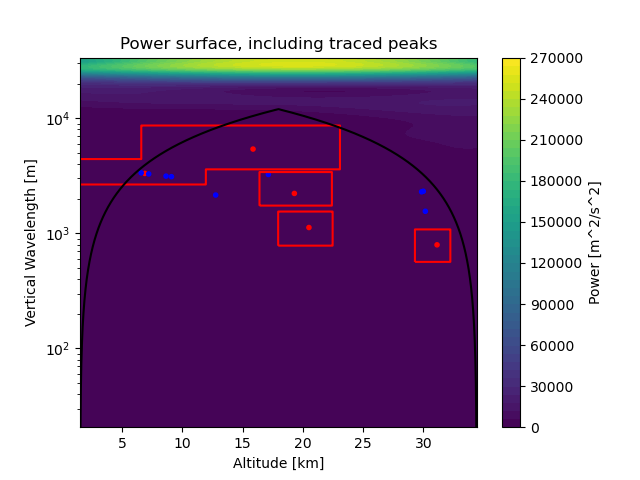 Power surface, including traced peaks
Vertical Wavelength [m]
10^4
10^3
10^2
5 10 15 20 25 30
Altitude [km]
270000
240000
210000
180000
150000
120000
90000
60000
30000
0
Power [m^2/s^2]